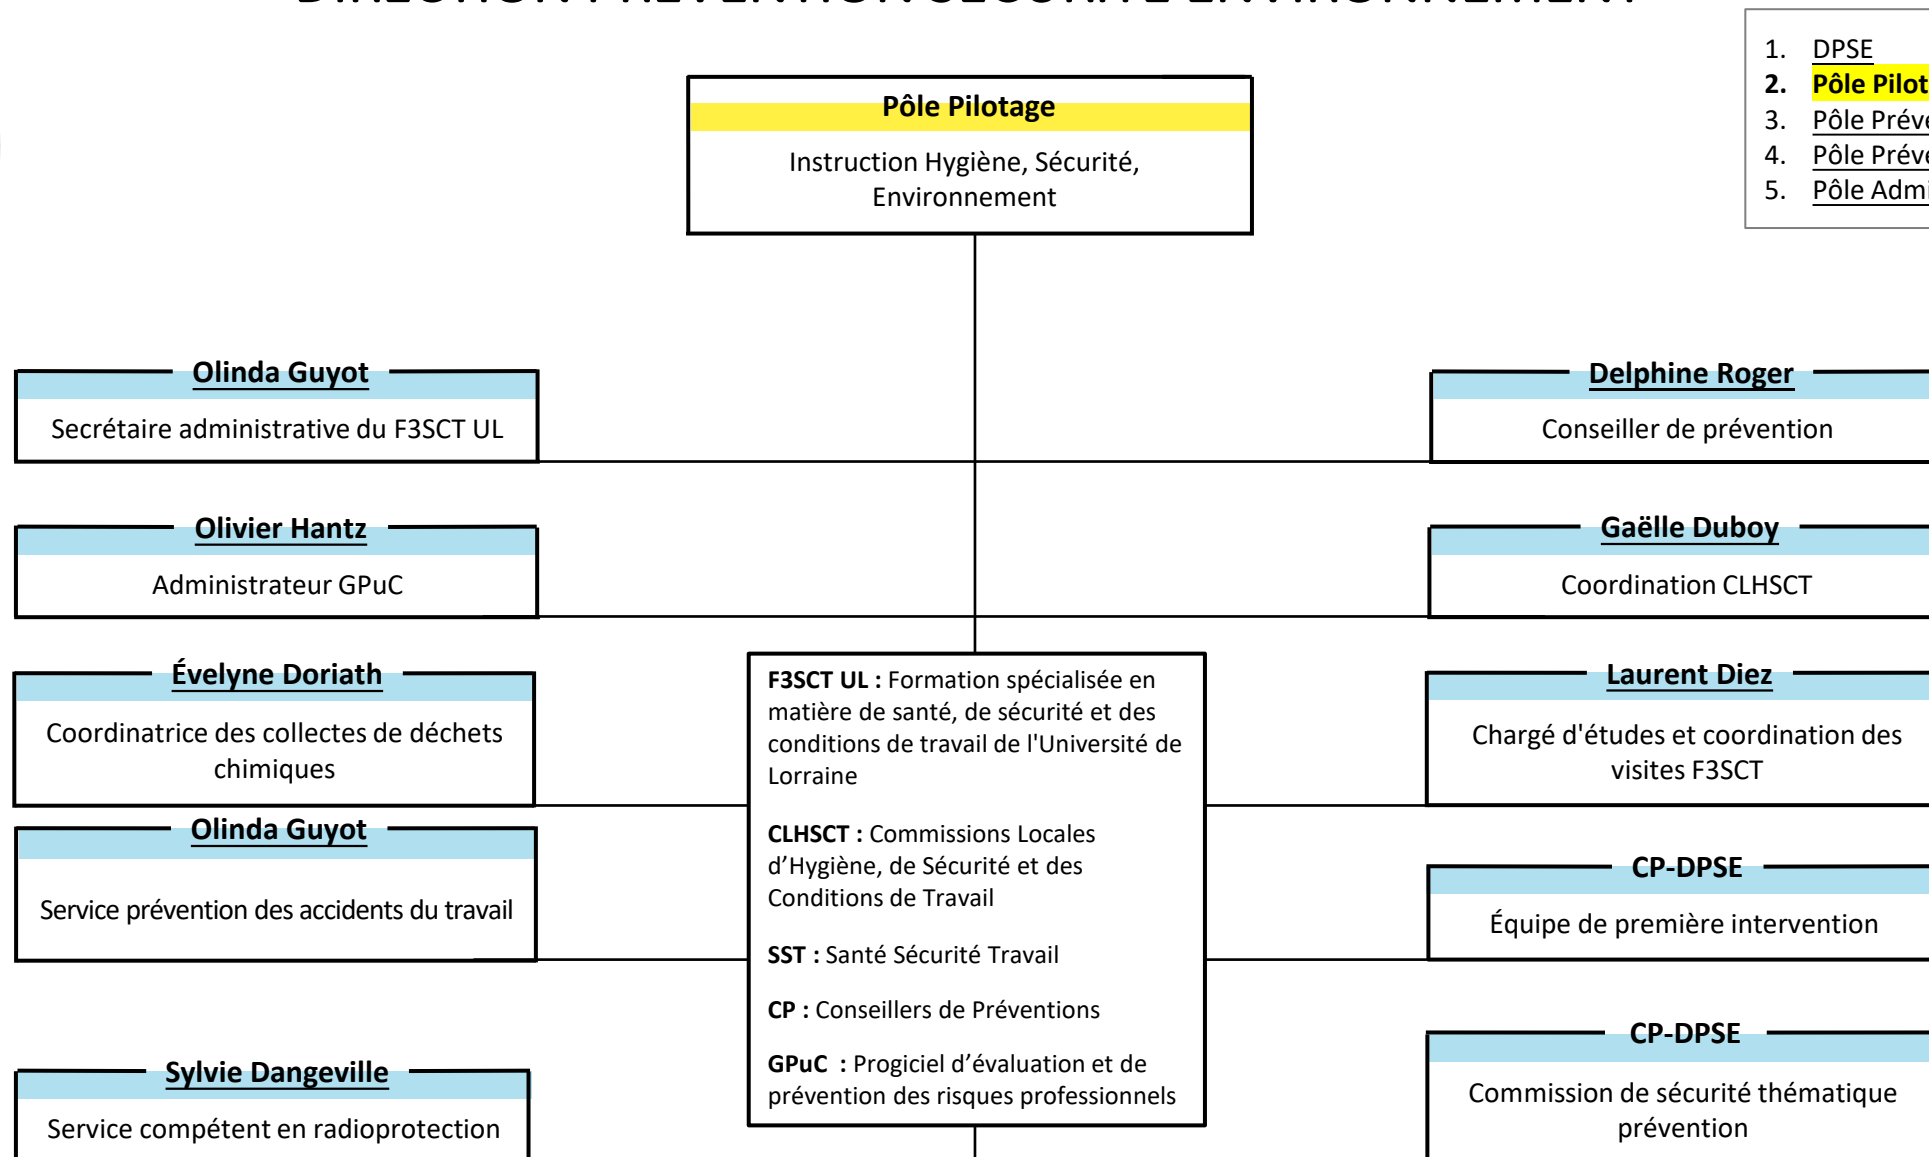 DIRECTION PRÉVENTION SÉCURITÉ ENVIRONNEMENT
1. DPSE
2. Pôle
3. Pôle
4. Pôle
5. Pôle
Pôle Pilotage
Instruction Hygiène, Sécurité,
Environnement
Olinda Guyot
Secrétaire administrative du F3SCT UL
Delphine Roger
Conseiller de prévention
Olivier Hantz
Administrateur GPuC
Gaëlle Duboy
Coordination CLHSCT
Évelyne Doriath
Coordinatrice des collectes de déchets
chimiques
Laurent Diez
Chargé d'études et coordination des
visites F3SCT
Olinda Guyot
Service prévention des accidents du travail
CP-DPSE
Équipe de première intervention
Sylvie Dangeville
Service compétent en radioprotection
CP-DPSE
Commission de sécurité thématique
prévention
F3SCT UL : Formation spécialisée en
matière de santé, de sécurité et des
conditions de travail de l'Université de
Lorraine
CLHSCT : Commissions Locales
d’Hygiène, de Sécurité et des
Conditions de Travail
SST : Santé Sécurité Travail
CP : Conseillers de Préventions
GPuC : Progiciel d’évaluation et de
prévention des risques professionnels